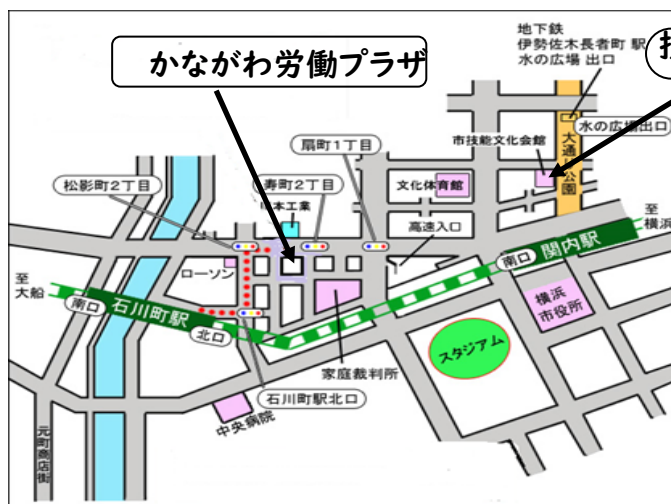 地下鉄
伊勢佐木長者町 駅
水の広場 出口
かながわ労働プラザ
水の広場出口
扇町1丁目
市技能文化会館
大通り公園
松影町2丁目
寿町2丁目
文化体育館
高速入口
至
横浜
ローソン
関内駅
南口
至
大船
南口
石川町駅
北口
横浜
市役所
スタジアム
家庭裁判所
石川町駅北口
中央病院
元町商店街